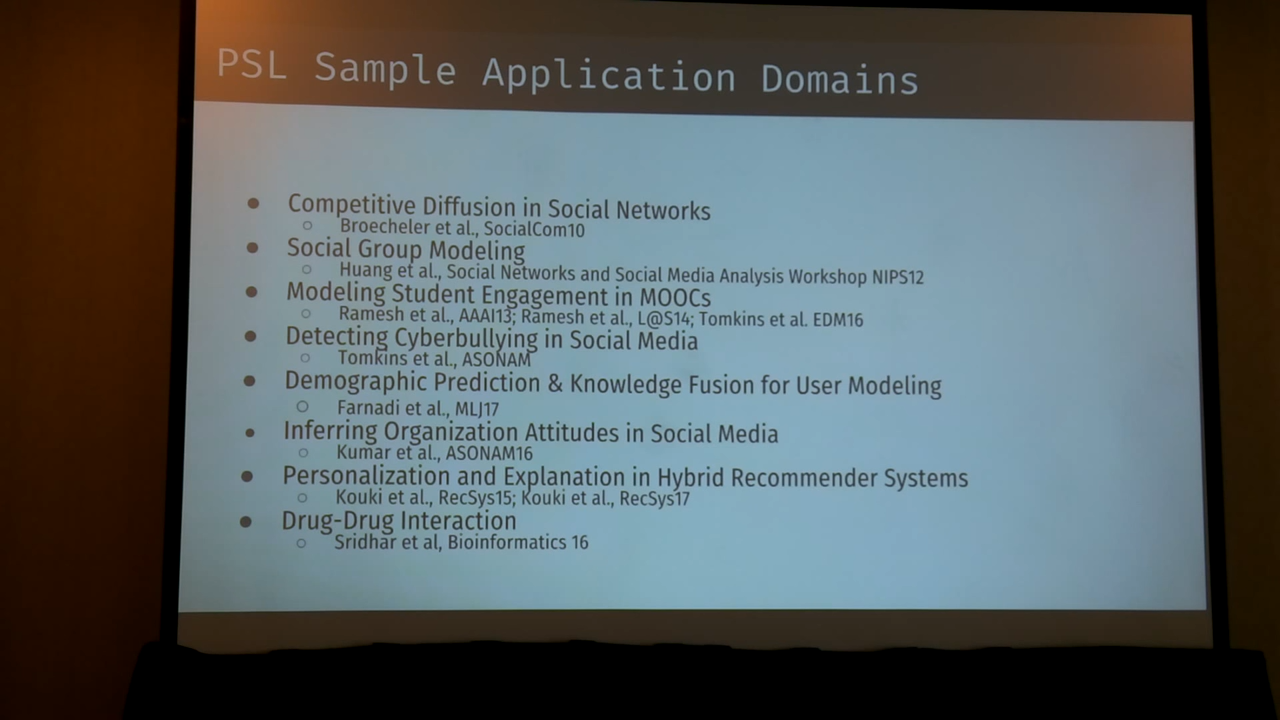 PSL Sample Application Domains
● Competitive Diffusion in Social Networks
○ Broecheler et al., SocialCom10
● Social Group Modeling
○ Huang et al., Social Networks and Social Media Analysis Workshop NIPS12
● Modeling Student Engagement in MOOCs
○ Ramesh et al., AAAI13; Ramesh et al., L@S14; Tomkins et al. EDM16
● Detecting Cyberbullying in Social Media
○ Tomkins et al., ASONAM
● Demographic Prediction & Knowledge Fusion for User Modeling
○ Farnadi et al., MLJ17
● Inferring Organization Attitudes in Social Media
○ Kumar et al., ASONAM16
● Personalization and Explanation in Hybrid Recommender Systems
○ Kouki et al., RecSys15; Kouki et al., RecSys17
● Drug-Drug Interaction
○ Sridhar et al, Bioinformatics 16